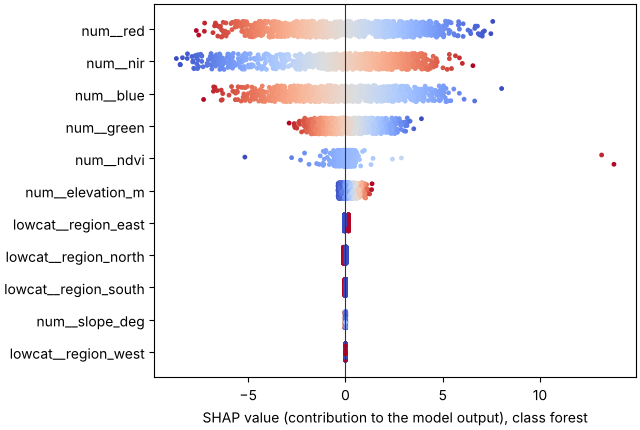 num__red
num__nir
num__blue
num__green
num__ndvi
num__elevation_m
lowcat__region_east
lowcat__region_north
lowcat__region_south
num__slope_deg
lowcat__region_west
−5 0 5 10
SHAP value (contribution to the model output), class forest